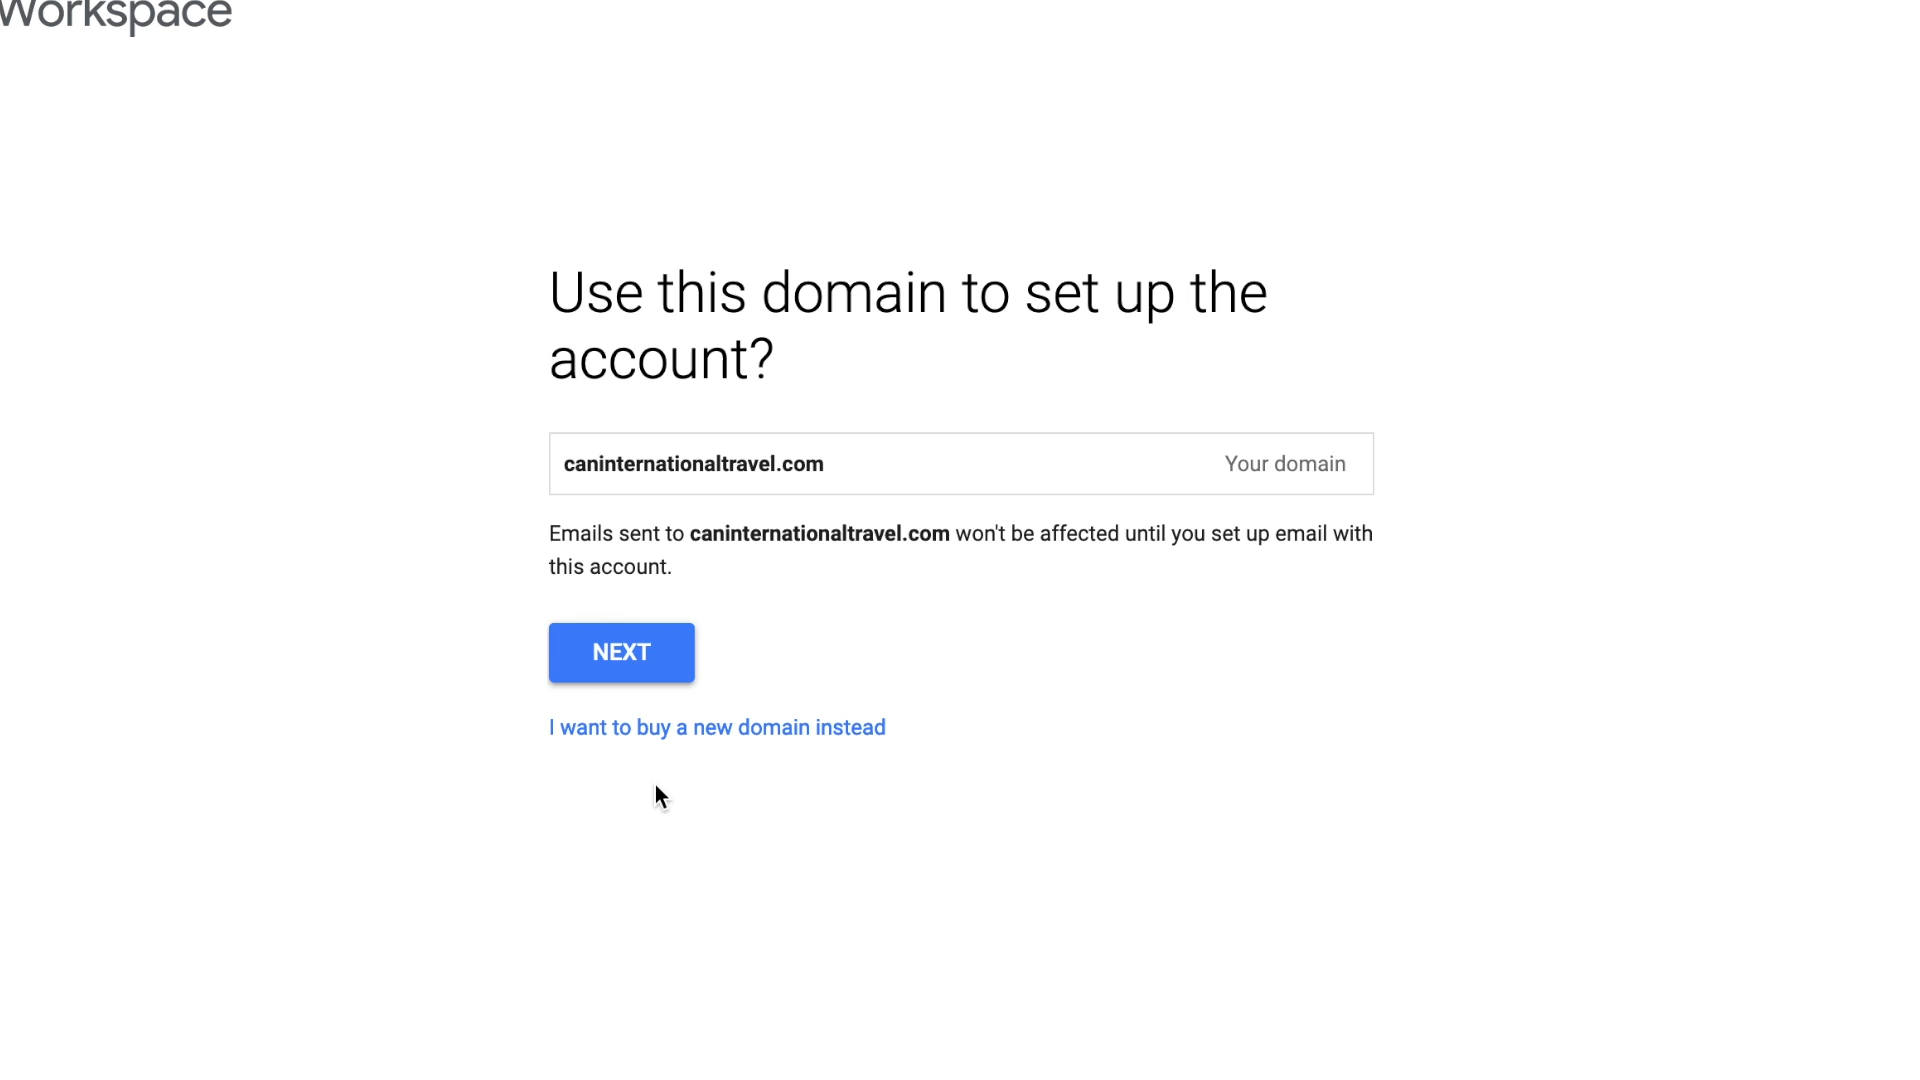 Workspace
Use this domain to set up the
account?
caninternationaltravel.com Your domain
Emails sent to caninternationaltravel.com won't be affected until you set up email with
this account.
NEXT
I want to buy a new domain instead